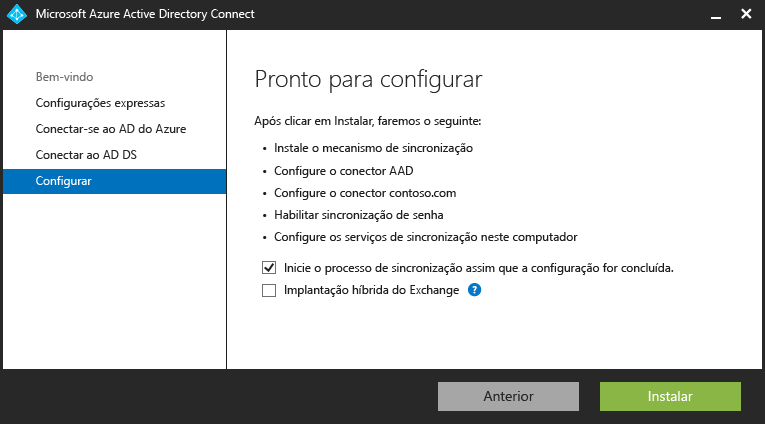 Microsoft Azure Active Directory Connect
Bem-vindo
Configurações expressas
Conectar-se ao AD do Azure
Conectar ao AD DS
Configurar
Pronto para configurar
Após clicar em Instalar, faremos o seguinte:
• Instale o mecanismo de sincronização
• Configure o conector AAD
• Configure o conector contoso.com
• Habilitar sincronização de senha
• Configure os serviços de sincronização neste computador
Inicie o processo de sincronização assim que a configuração for concluída.
Implantação híbrida do Exchange ?
Anterior
Instalar